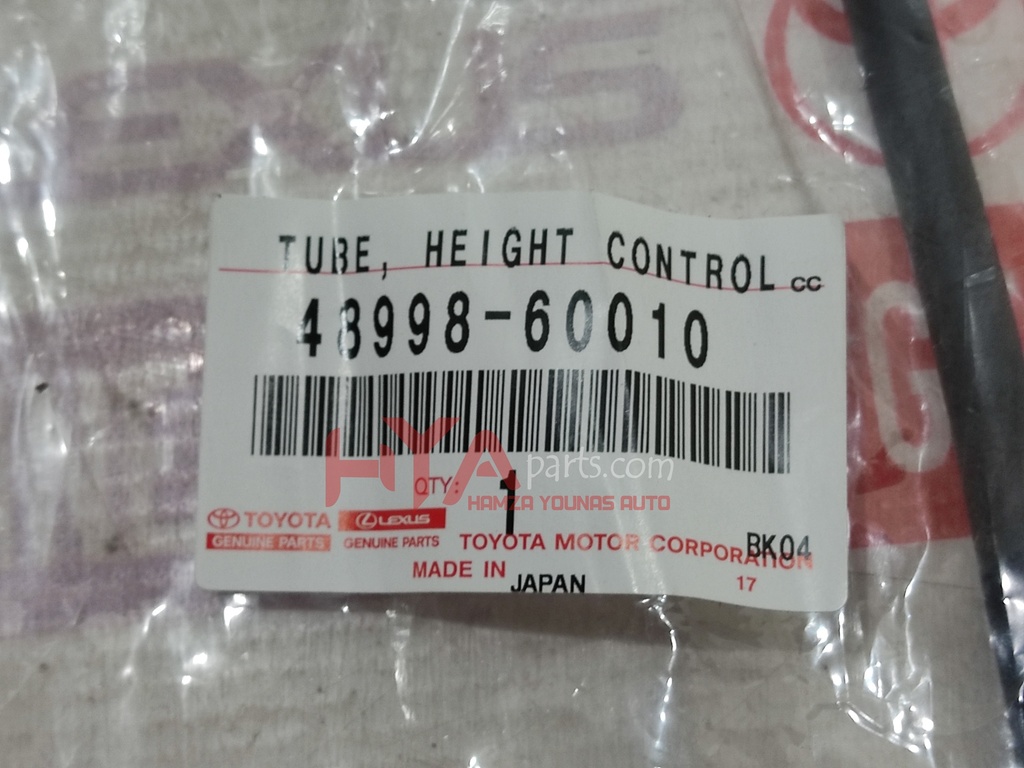 LEXUS
TUBE, HEIGHT CONTROL CC
48998-60010
HYAparts.com
HAMZA YOUNAS AUTO
QTY: 1
TOYOTA
GENUINE PARTS
LEXUS
GENUINE PARTS
TOYOTA MOTOR CORPORATION
BK04
MADE IN JAPAN
17